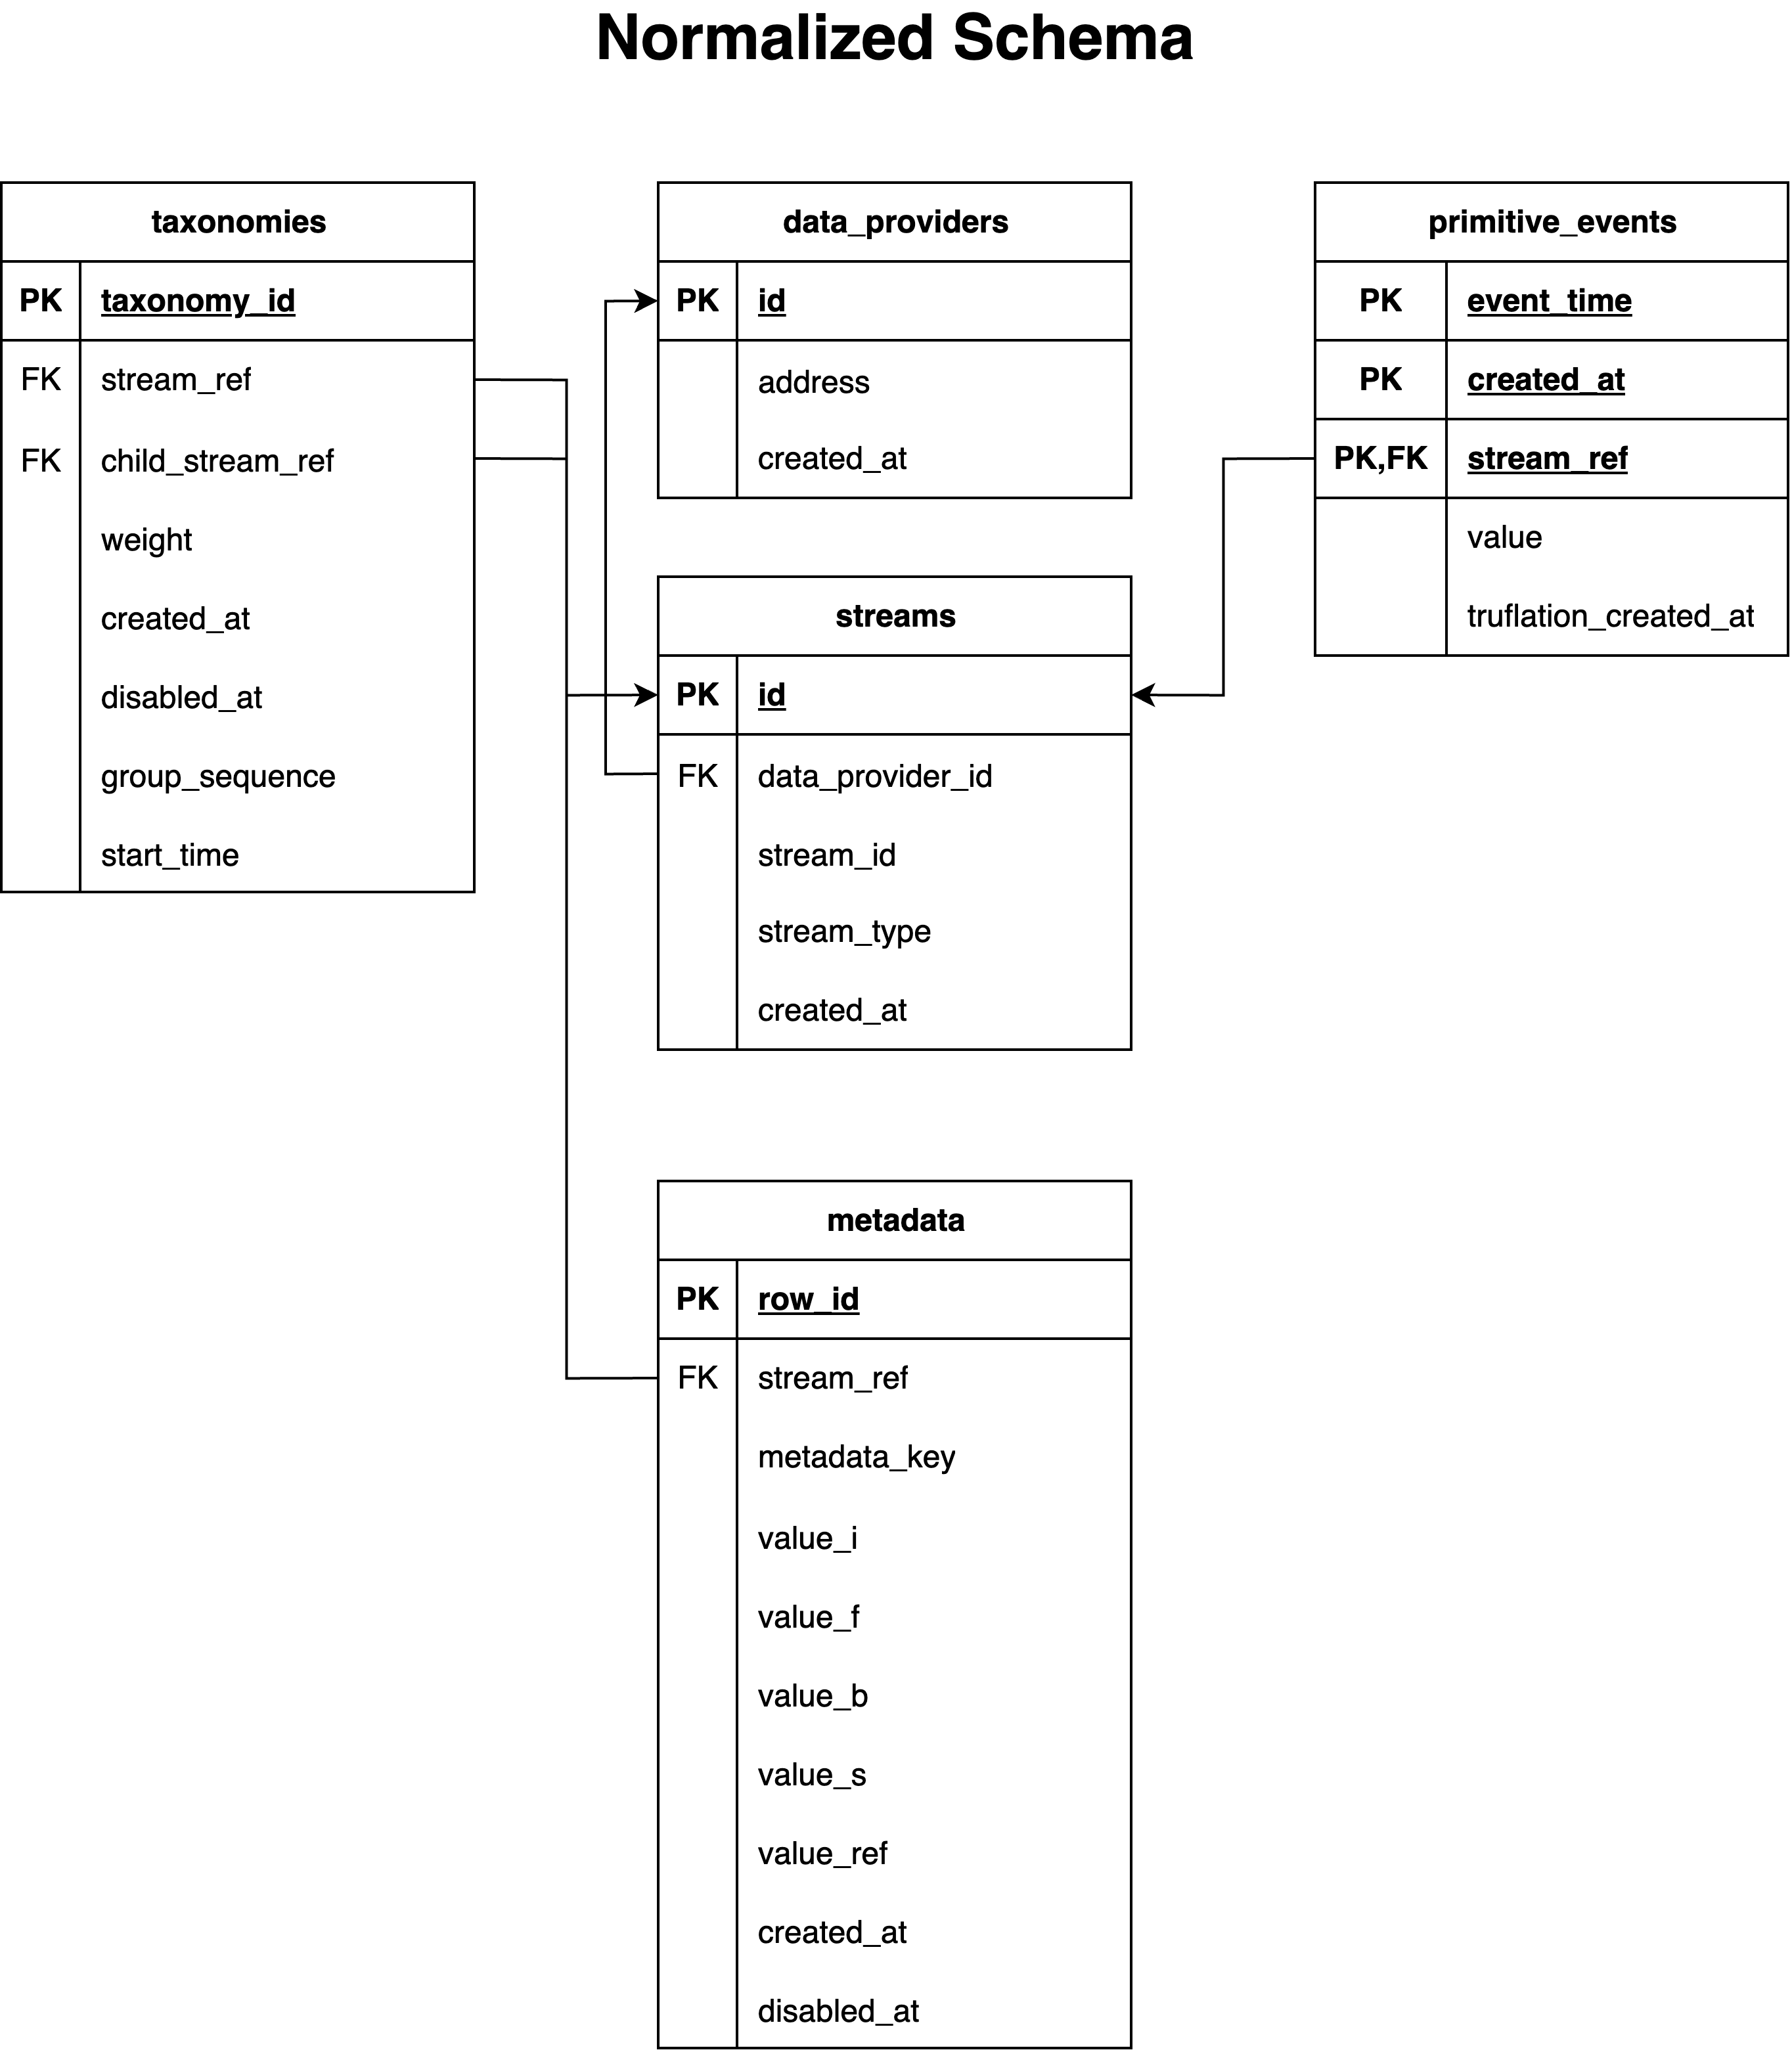 Normalized Schema
taxonomies
PK taxonomy_id
FK stream_ref
FK child_stream_ref
weight
created_at
disabled_at
group_sequence
start_time
data_providers
PK id
address
created_at
streams
PK id
FK data_provider_id
stream_id
stream_type
created_at
metadata
PK row_id
FK stream_ref
metadata_key
value_i
value_f
value_b
value_s
value_ref
created_at
disabled_at
primitive_events
PK event_time
PK created_at
PK,FK stream_ref
value
truflation_created_at